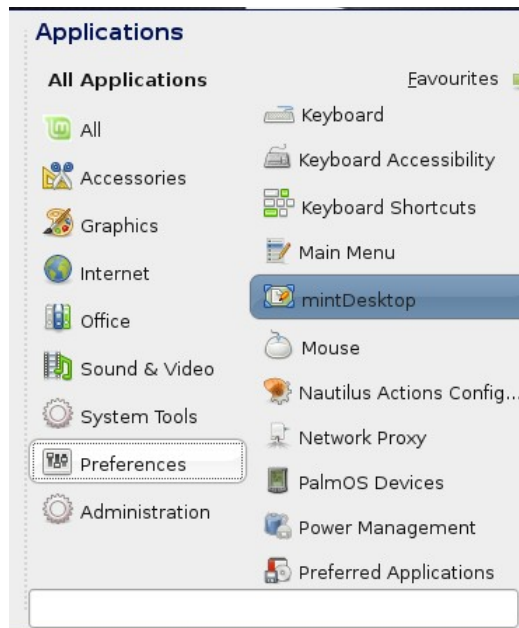 Applications
All Applications
Favourites
All
Accessories
Graphics
Internet
Office
Sound & Video
System Tools
Preferences
Administration
Keyboard
Keyboard Accessibility
Keyboard Shortcuts
Main Menu
mintDesktop
Mouse
Nautilus Actions Config...
Network Proxy
PalmOS Devices
Power Management
Preferred Applications